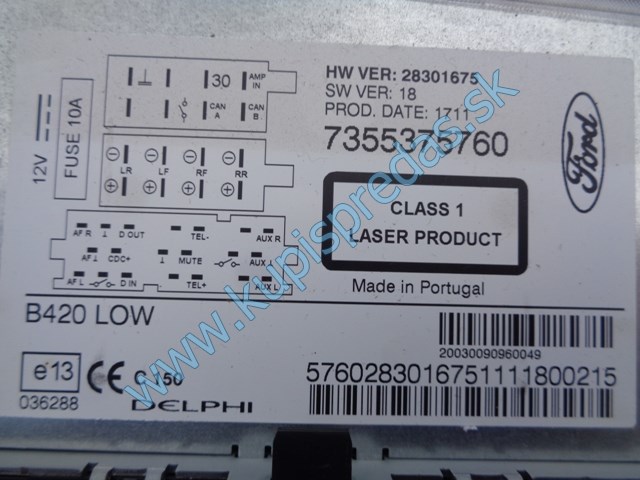 30 AMP IN
CAN A CAN B
12V FUSE 10A
LR LF RF RR
AF R ⊥ D OUT TEL- AUX R
AF⊥ CDC+ ⊥ MUTE AUX⊥
AF L D IN TEL+ AUX L
B420 LOW
HW VER: 28301675
SW VER: 18
PROD. DATE: 1711
7355375760
Ford
CLASS 1
LASER PRODUCT
Made in Portugal
20030090960049
57602830167511111800215
e13 CE
036288 DELPHI
www.kupispredas.sk